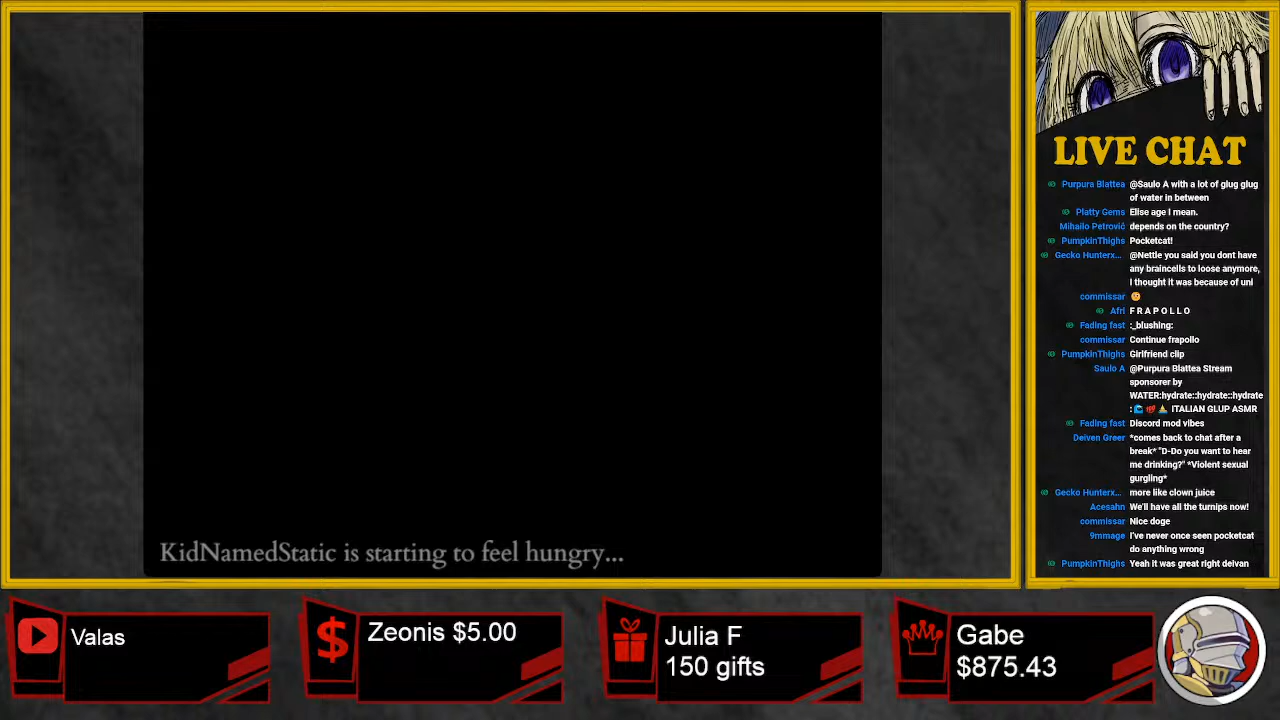 KidNamedStatic is starting to feel hungry...
LIVE CHAT
Purpura Blattea @Saulo A with a lot of glug glug
of water in between
Platty Gems Elise age I mean.
Mihailo Petrović depends on the country?
PumpkinThighs Pocketcat!
Gecko Hunterx... @Nettle you said you dont have
any braincells to loose anymore,
I thought it was because of uni
commissar
Afri F R A P O L L O
Fading fast :_blushing:
commissar Continue frapollo
PumpkinThighs Girlfriend clip
Saulo A @Purpura Blattea Stream
sponsorer by
WATER:hydrate::hydrate::hydrate
: ITALIAN GLUP ASMR
Fading fast Discord mod vibes
Deiven Greer *comes back to chat after a
break* "D-Do you want to hear
me drinking?" *Violent sexual
gurgling*
Gecko Hunterx... more like clown juice
Acesahn We'll have all the turnips now!
commissar Nice doge
9mmage I've never once seen pocketcat
do anything wrong
PumpkinThighs Yeah it was great right deivan
Valas
$ Zeonis $5.00
Julia F
150 gifts
Gabe
$875.43